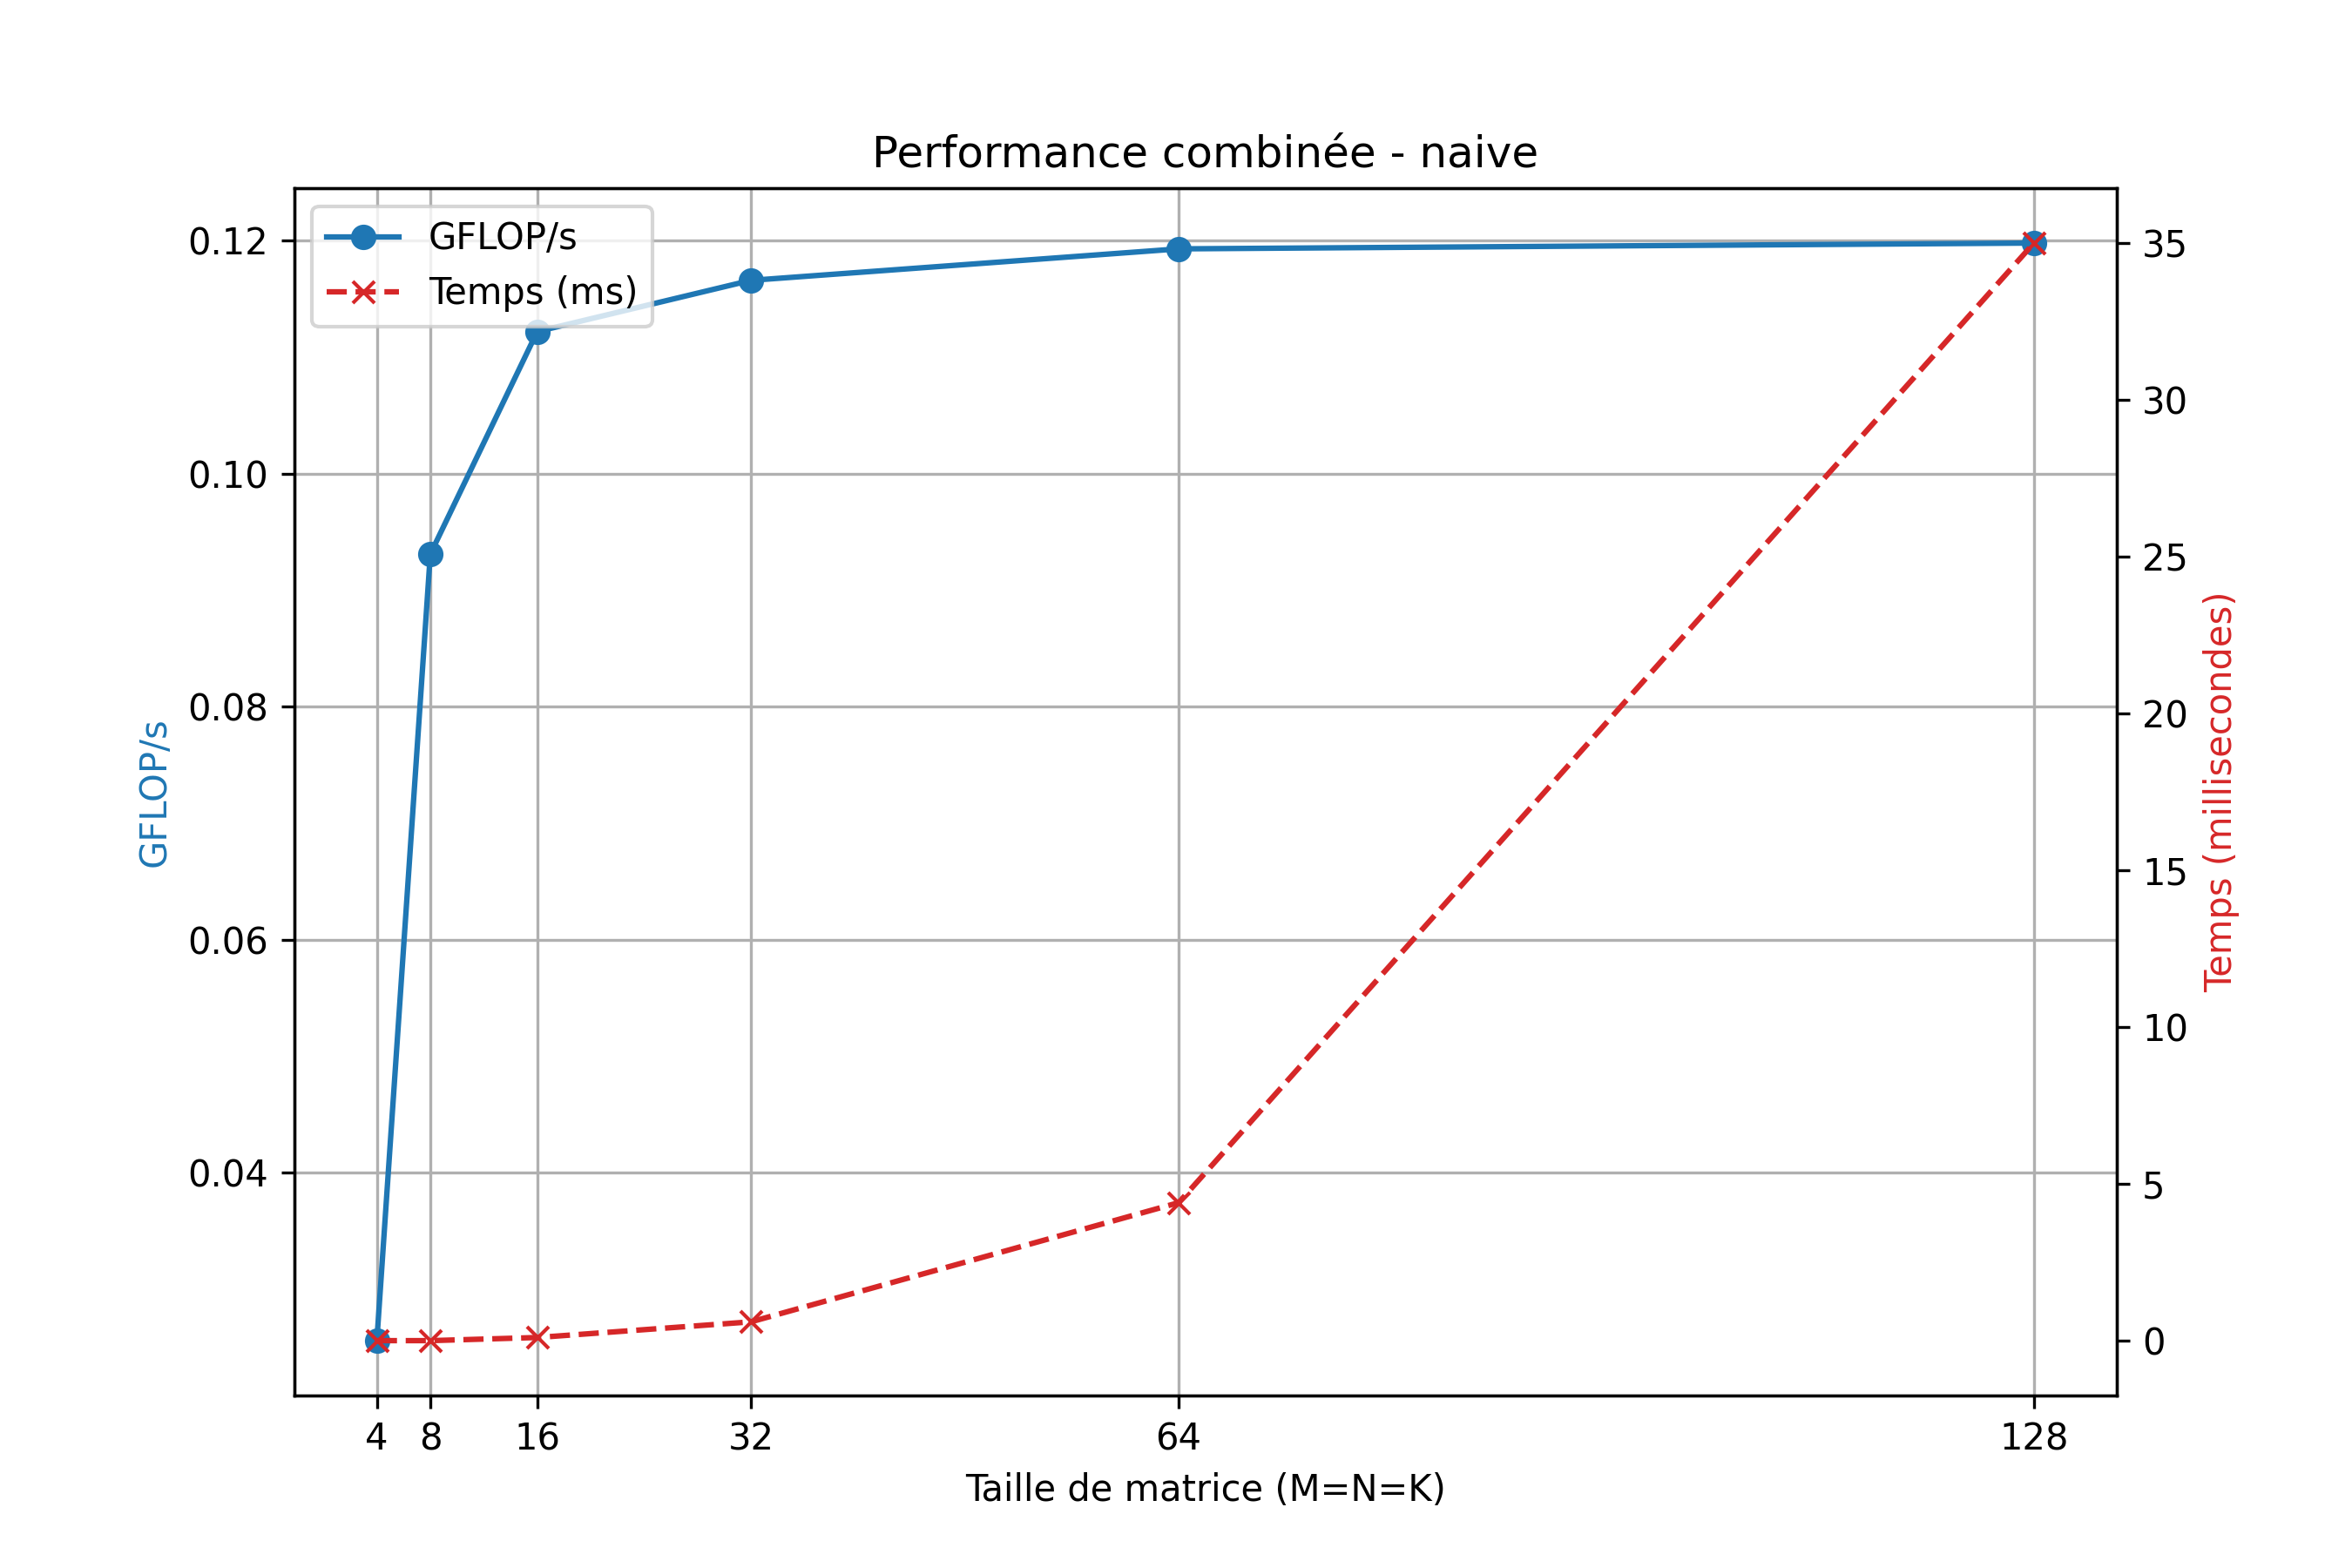 Performance combinée - naive
GFLOP/s
Temps (ms)
0.12
0.10
0.08
0.06
0.04
GFLOP/s
35
30
25
20
15
10
5
0
Temps (millisecondes)
4 8 16 32 64 128
Taille de matrice (M=N=K)